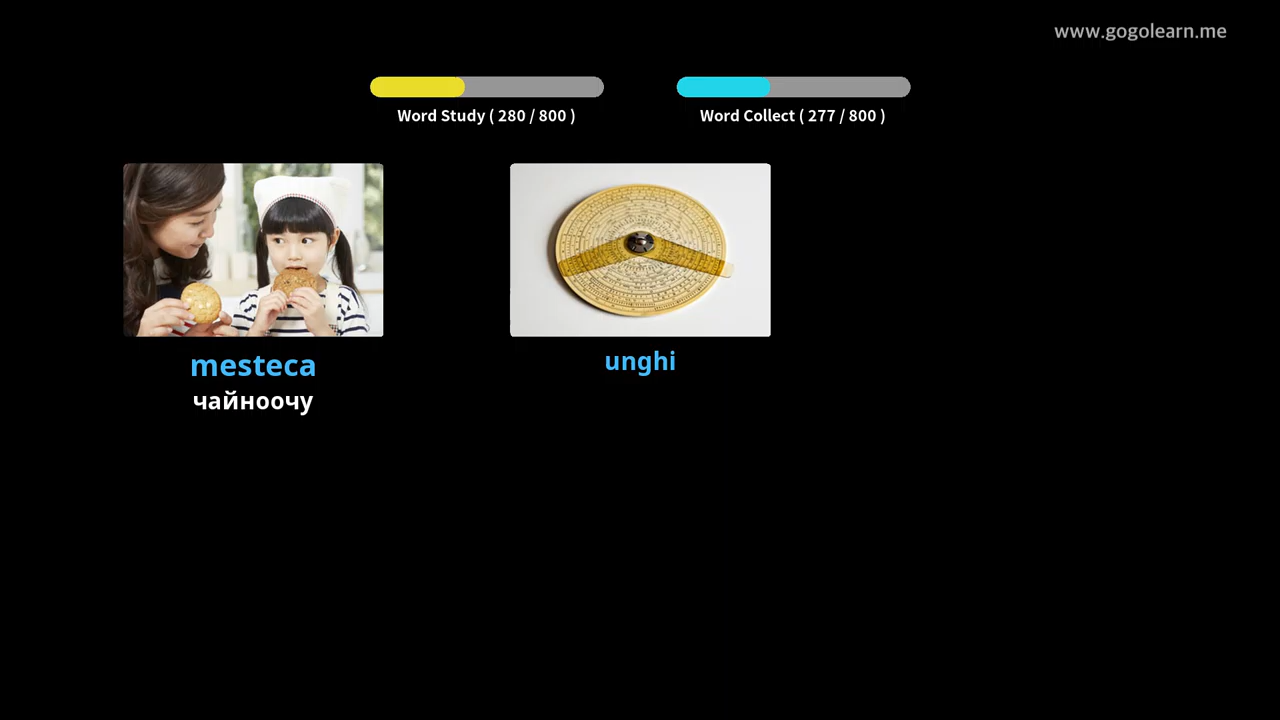 www.gogolearn.me
Word Study ( 280 / 800 )
Word Collect ( 277 / 800 )
mesteca
чайноочу
unghi